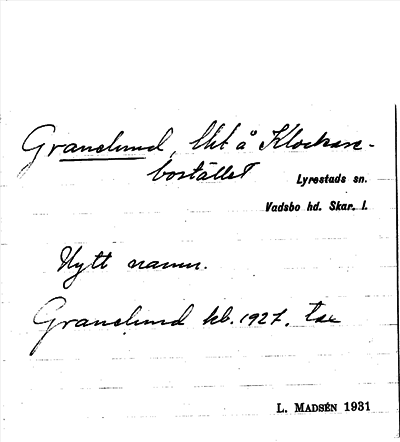 Granelund, lht å Klockare-
bostället
Lyrestads sn.
Vadsbo hd. Skar. l.
Nytt namn.
Granelund kb. 1927.
L. MADSÉN 1931